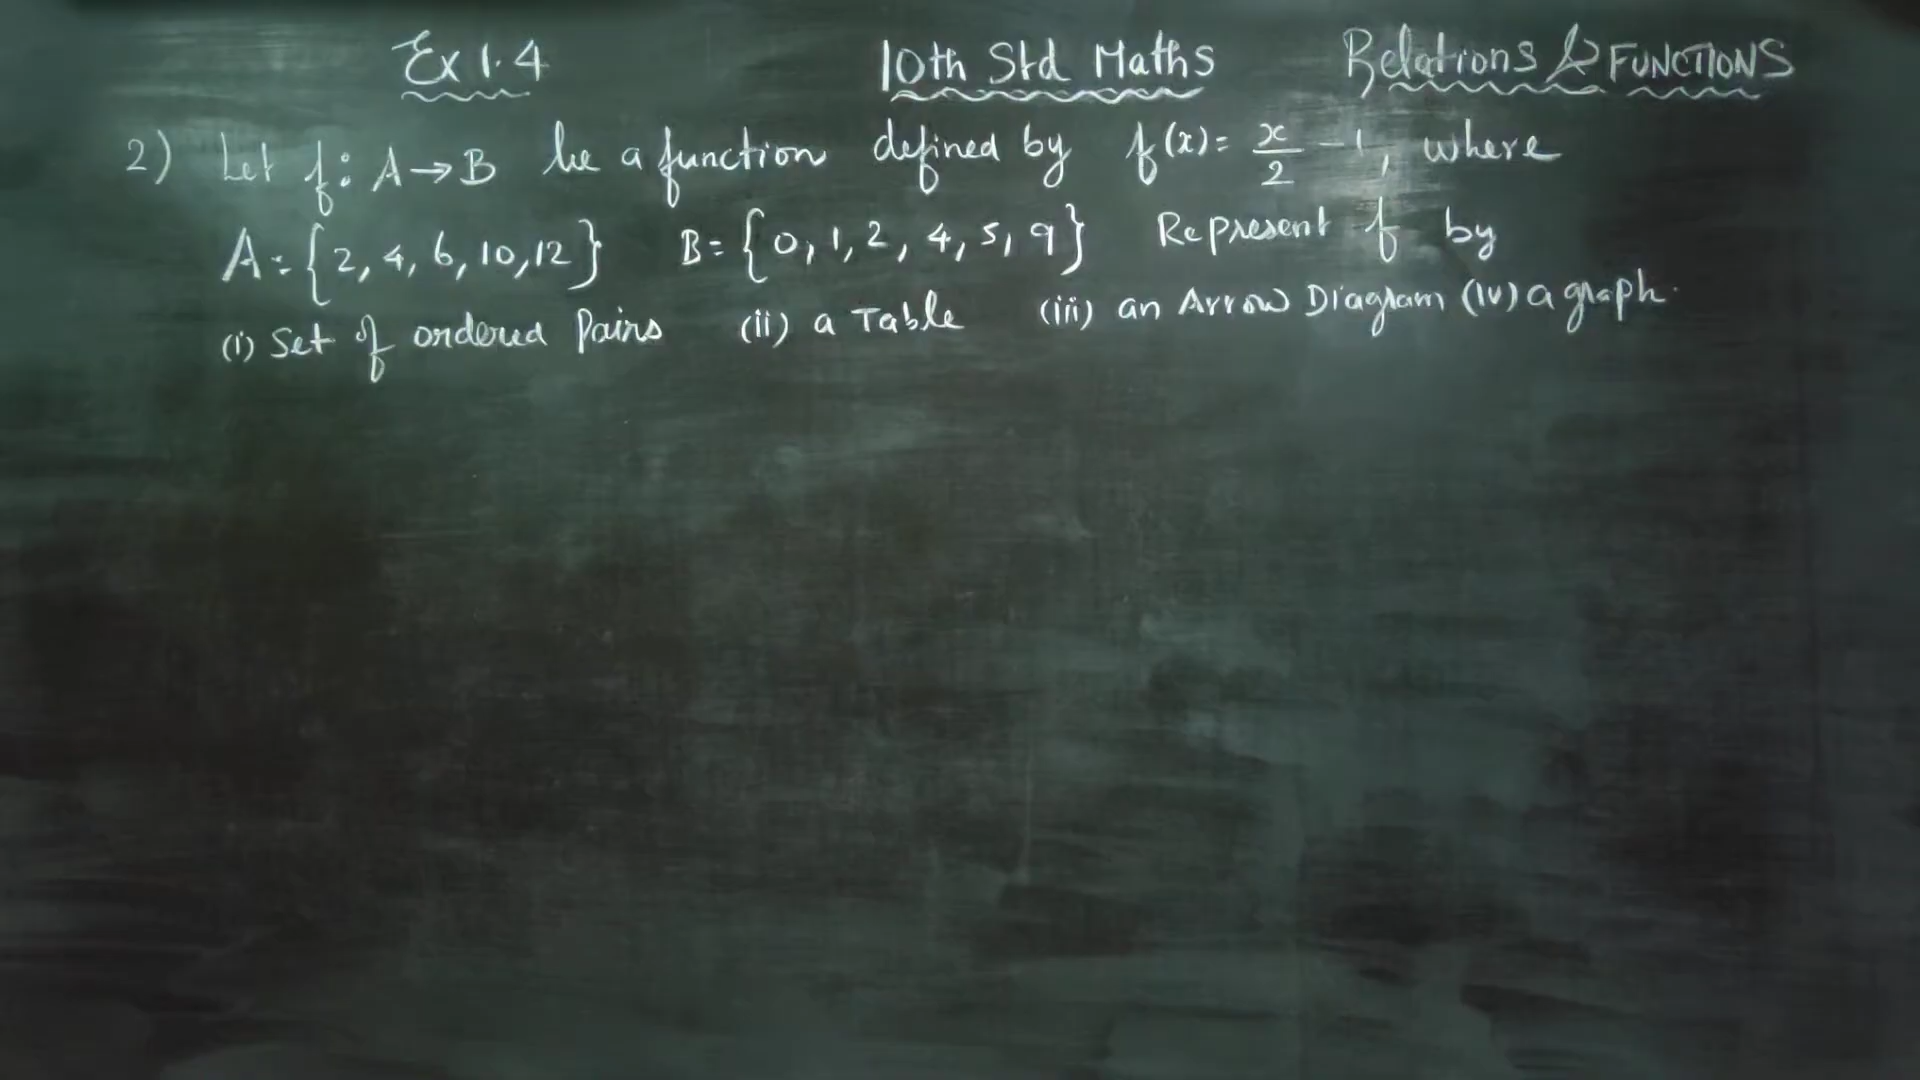 Ex 1.4 10th Std Maths Relations & FUNCTIONS
2) Let f: A→B be a function defined by f(x) = x/2 - 1, where
A = {2, 4, 6, 10, 12} B = {0, 1, 2, 4, 5, 9} Represent f by
(i) Set of ordered Pairs (ii) a Table (iii) an Arrow Diagram (iv) a graph.